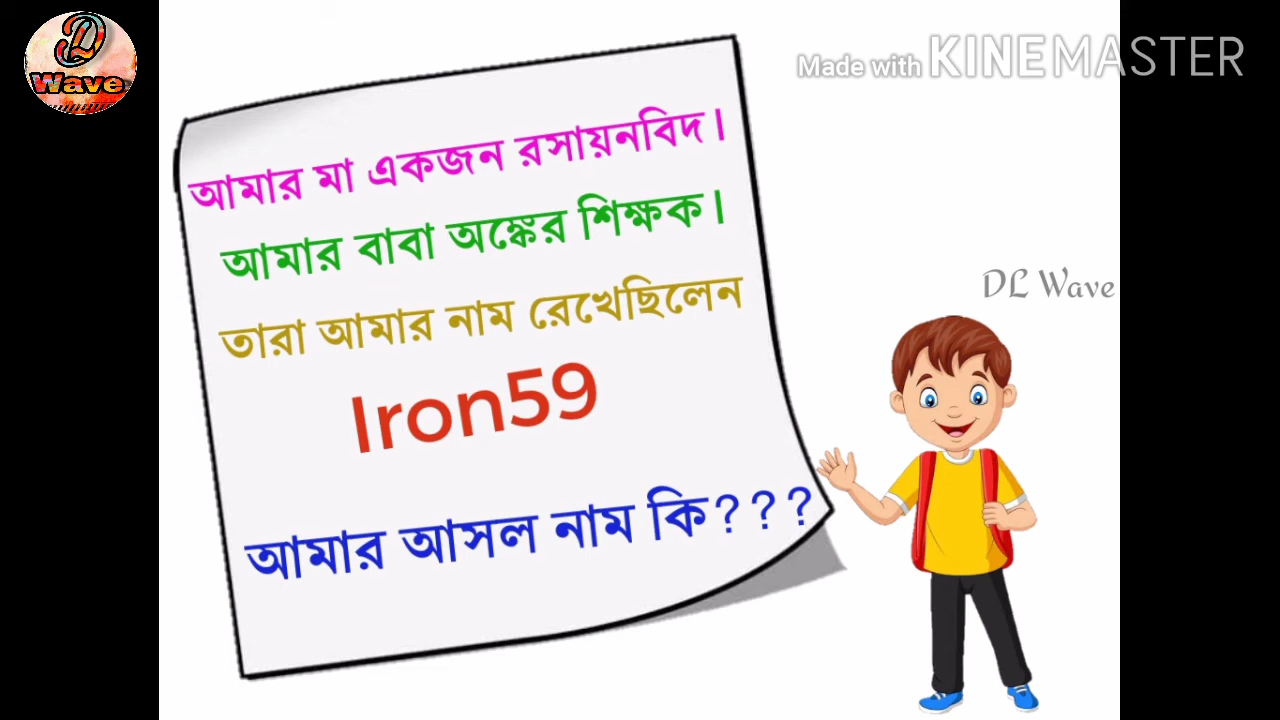 D
Wave
Made with KINEMASTER
আমার মা একজন রসায়নবিদ।
আমার বাবা অঙ্কের শিক্ষক।
তারা আমার নাম রেখেছিলেন
Iron59
আমার আসল নাম কি???
DL Wave